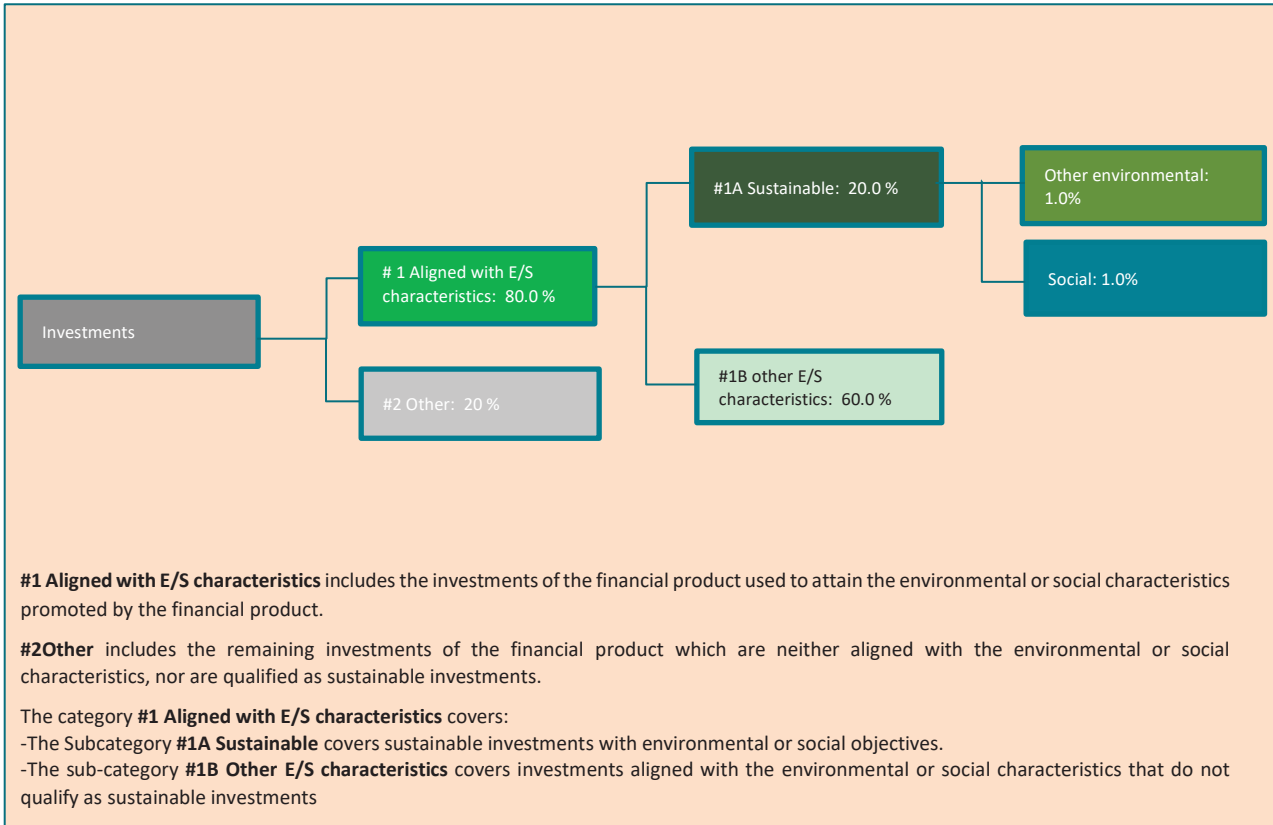 #1A Sustainable: 20.0 %
Other environmental:
1.0%
# 1 Aligned with E/S
characteristics: 80.0 %
Social: 1.0%
Investments
#1B other E/S
characteristics: 60.0 %
#2 Other: 20 %
#1 Aligned with E/S characteristics includes the investments of the financial product used to attain the environmental or social characteristics
promoted by the financial product.
#2Other includes the remaining investments of the financial product which are neither aligned with the environmental or social
characteristics, nor are qualified as sustainable investments.
The category #1 Aligned with E/S characteristics covers:
-The Subcategory #1A Sustainable covers sustainable investments with environmental or social objectives.
-The sub-category #1B Other E/S characteristics covers investments aligned with the environmental or social characteristics that do not
qualify as sustainable investments